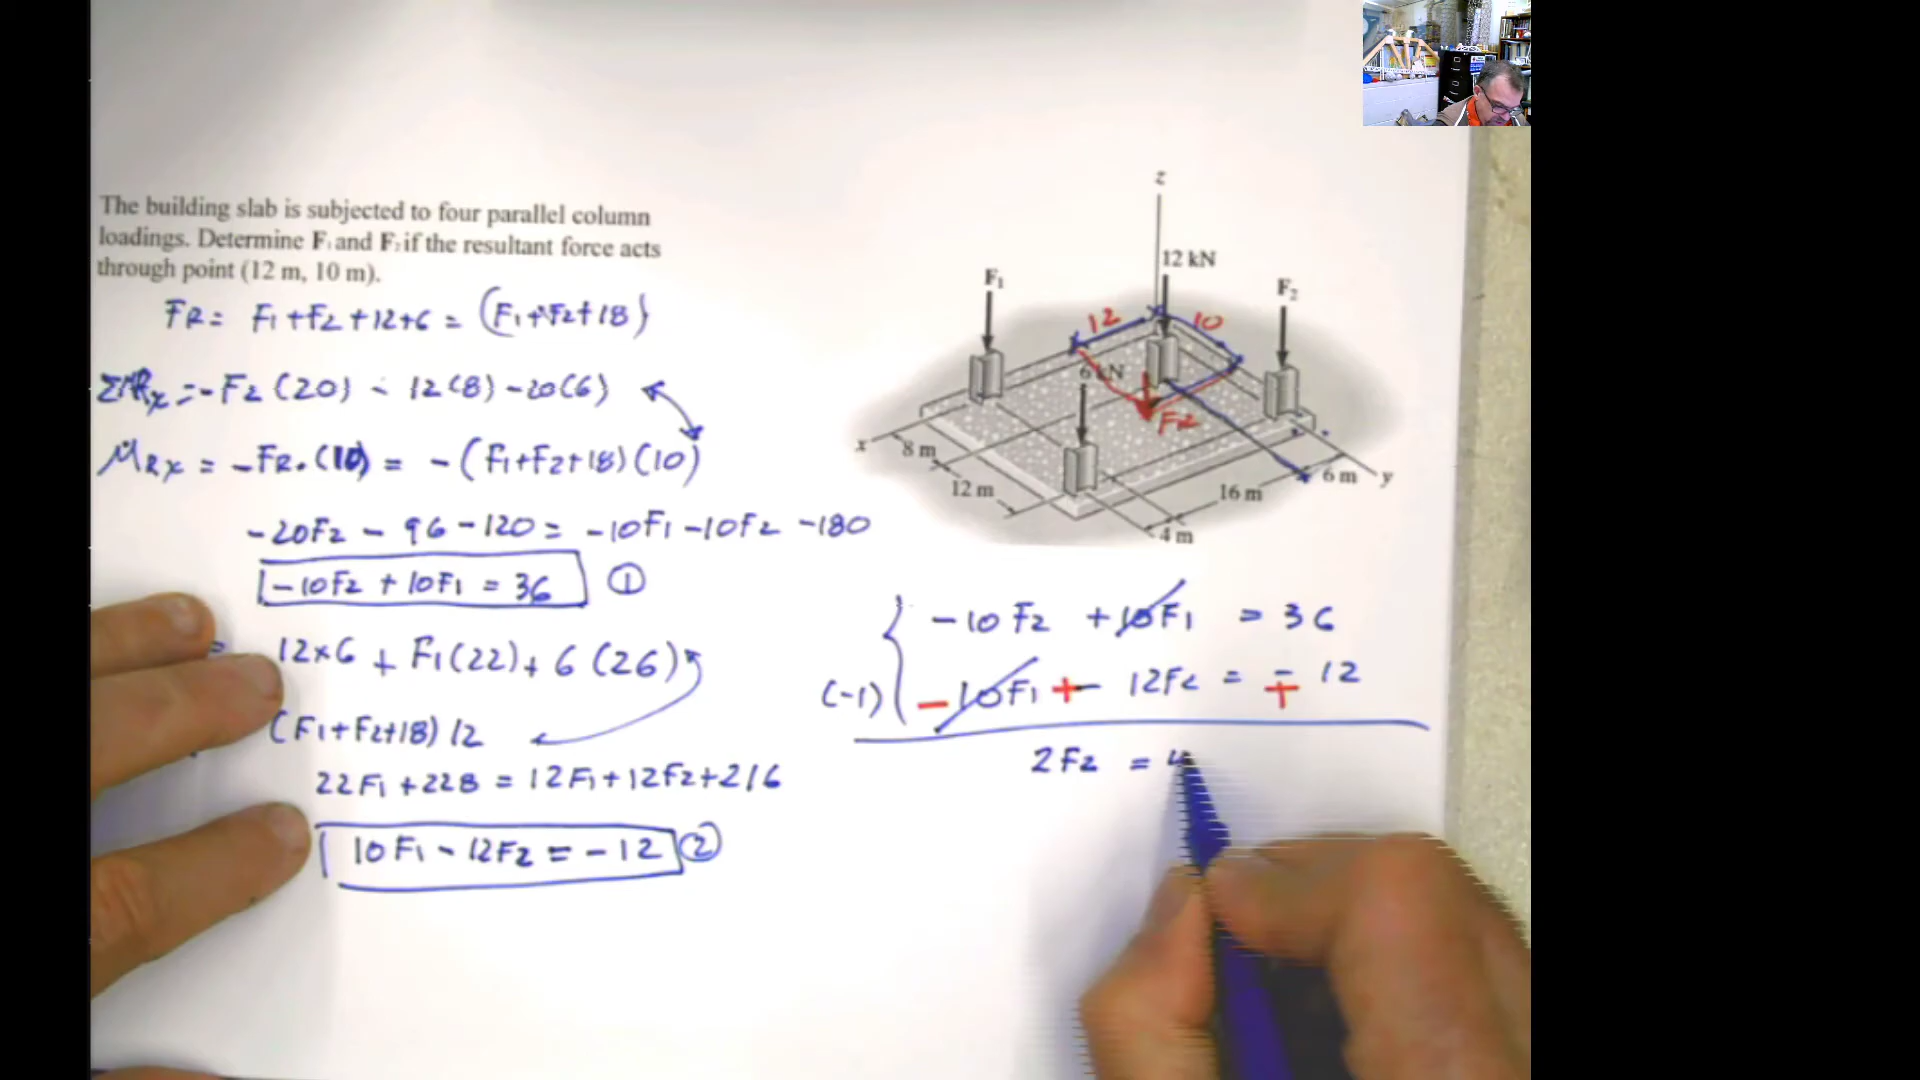 The building slab is subjected to four parallel column
loadings. Determine F₁ and F₂ if the resultant force acts
through point (12 m, 10 m).
FR = F1 + F2 + 12 + 6 = (F1 + F2 + 18)
ΣMRx = - F2 (20) - 12 (8) - 20 (6)
MRx = - FR . (10) = - (F1 + F2 + 18) (10)
-20F2 - 96 - 120 = -10F1 - 10F2 - 180
-10F2 + 10F1 = 36 ①
= 12x6 + F1 (22) + 6 (26)
(F1 + F2 + 18) 12
22F1 + 228 = 12F1 + 12F2 + 216
10F1 - 12F2 = - 12 ②
z
12 kN
F₁
F₂
12
10
6 kN
FR
x
8 m
12 m
16 m
6 m
y
4 m
-10 F2 + 10F1 = 36
(-1) - 10F1 + - 12F2 = - + 12
2F2 = 4